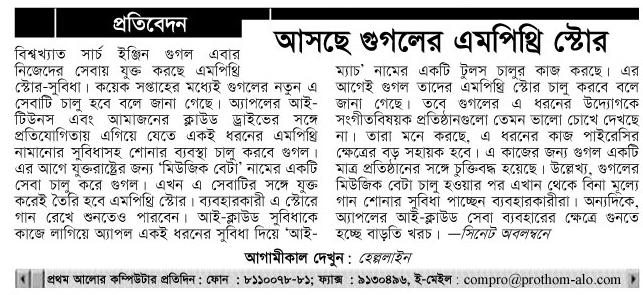 প্রতিবেদন
আসছে গুগলের এমপিথ্রি স্টোর
বিশ্বখ্যাত সার্চ ইঞ্জিন গুগল এবার
নিজেদের সেবায় যুক্ত করছে এমপিথ্রি
স্টোর-সুবিধা। কয়েক সপ্তাহের মধ্যেই গুগলের নতুন এ
সেবাটি চালু হবে বলে জানা গেছে। অ্যাপলের আই-
টিউনস এবং আমাজনের ক্লাউড ড্রাইভের সঙ্গে
প্রতিযোগিতায় এগিয়ে যেতে একই ধরনের এমপিথ্রি
নামানোর সুবিধাসহ শোনার ব্যবস্থা চালু করবে গুগল।
এর আগে যুক্তরাষ্ট্রের জন্য ‘মিউজিক বেটা’ নামের একটি
সেবা চালু করে গুগল। এখন এ সেবাটির সঙ্গে যুক্ত
করেই তৈরি হবে এমপিথ্রি স্টোর। ব্যবহারকারী এ স্টোরে
গান রেখে শুনতেও পারবেন। আই-ক্লাউড সুবিধাকে
কাজে লাগিয়ে অ্যাপল একই ধরনের সুবিধা দিয়ে ‘আই-
ম্যাচ’ নামের একটি টুলস চালুর কাজ করছে। এর
আগেই গুগল তাদের এমপিথ্রি স্টোর চালু করবে বলে
জানা গেছে। তবে গুগলের এ ধরনের উদ্যোগকে
সংগীতবিষয়ক প্রতিষ্ঠানগুলো তেমন ভালো চোখে দেখছে
না। তারা মনে করছে, এ ধরনের কাজ পাইরেসির
ক্ষেত্রের বড় সহায়ক হবে। এ কাজের জন্য গুগল একটি
মাত্র প্রতিষ্ঠানের সঙ্গে চুক্তিবদ্ধ হয়েছে। উল্লেখ্য, গুগলের
মিউজিক বেটা চালু হওয়ার পর এখান থেকে বিনা মূল্যে
গান শোনার সুবিধা পাচ্ছেন ব্যবহারকারীরা। অন্যদিকে,
অ্যাপলের আই-ক্লাউড সেবা ব্যবহারের ক্ষেত্রে গুনতে
হচ্ছে বাড়তি খরচ। —সিনেট অবলম্বনে
আগামীকাল দেখুন : হেল্পলাইন
প্রথম আলোর কম্পিউটার প্রতিদিন : ফোন : ৮১১০০৭৮-৮১; ফ্যাক্স : ৯১৩০৪৯৬, ই-মেইল : compro@prothom-alo.com